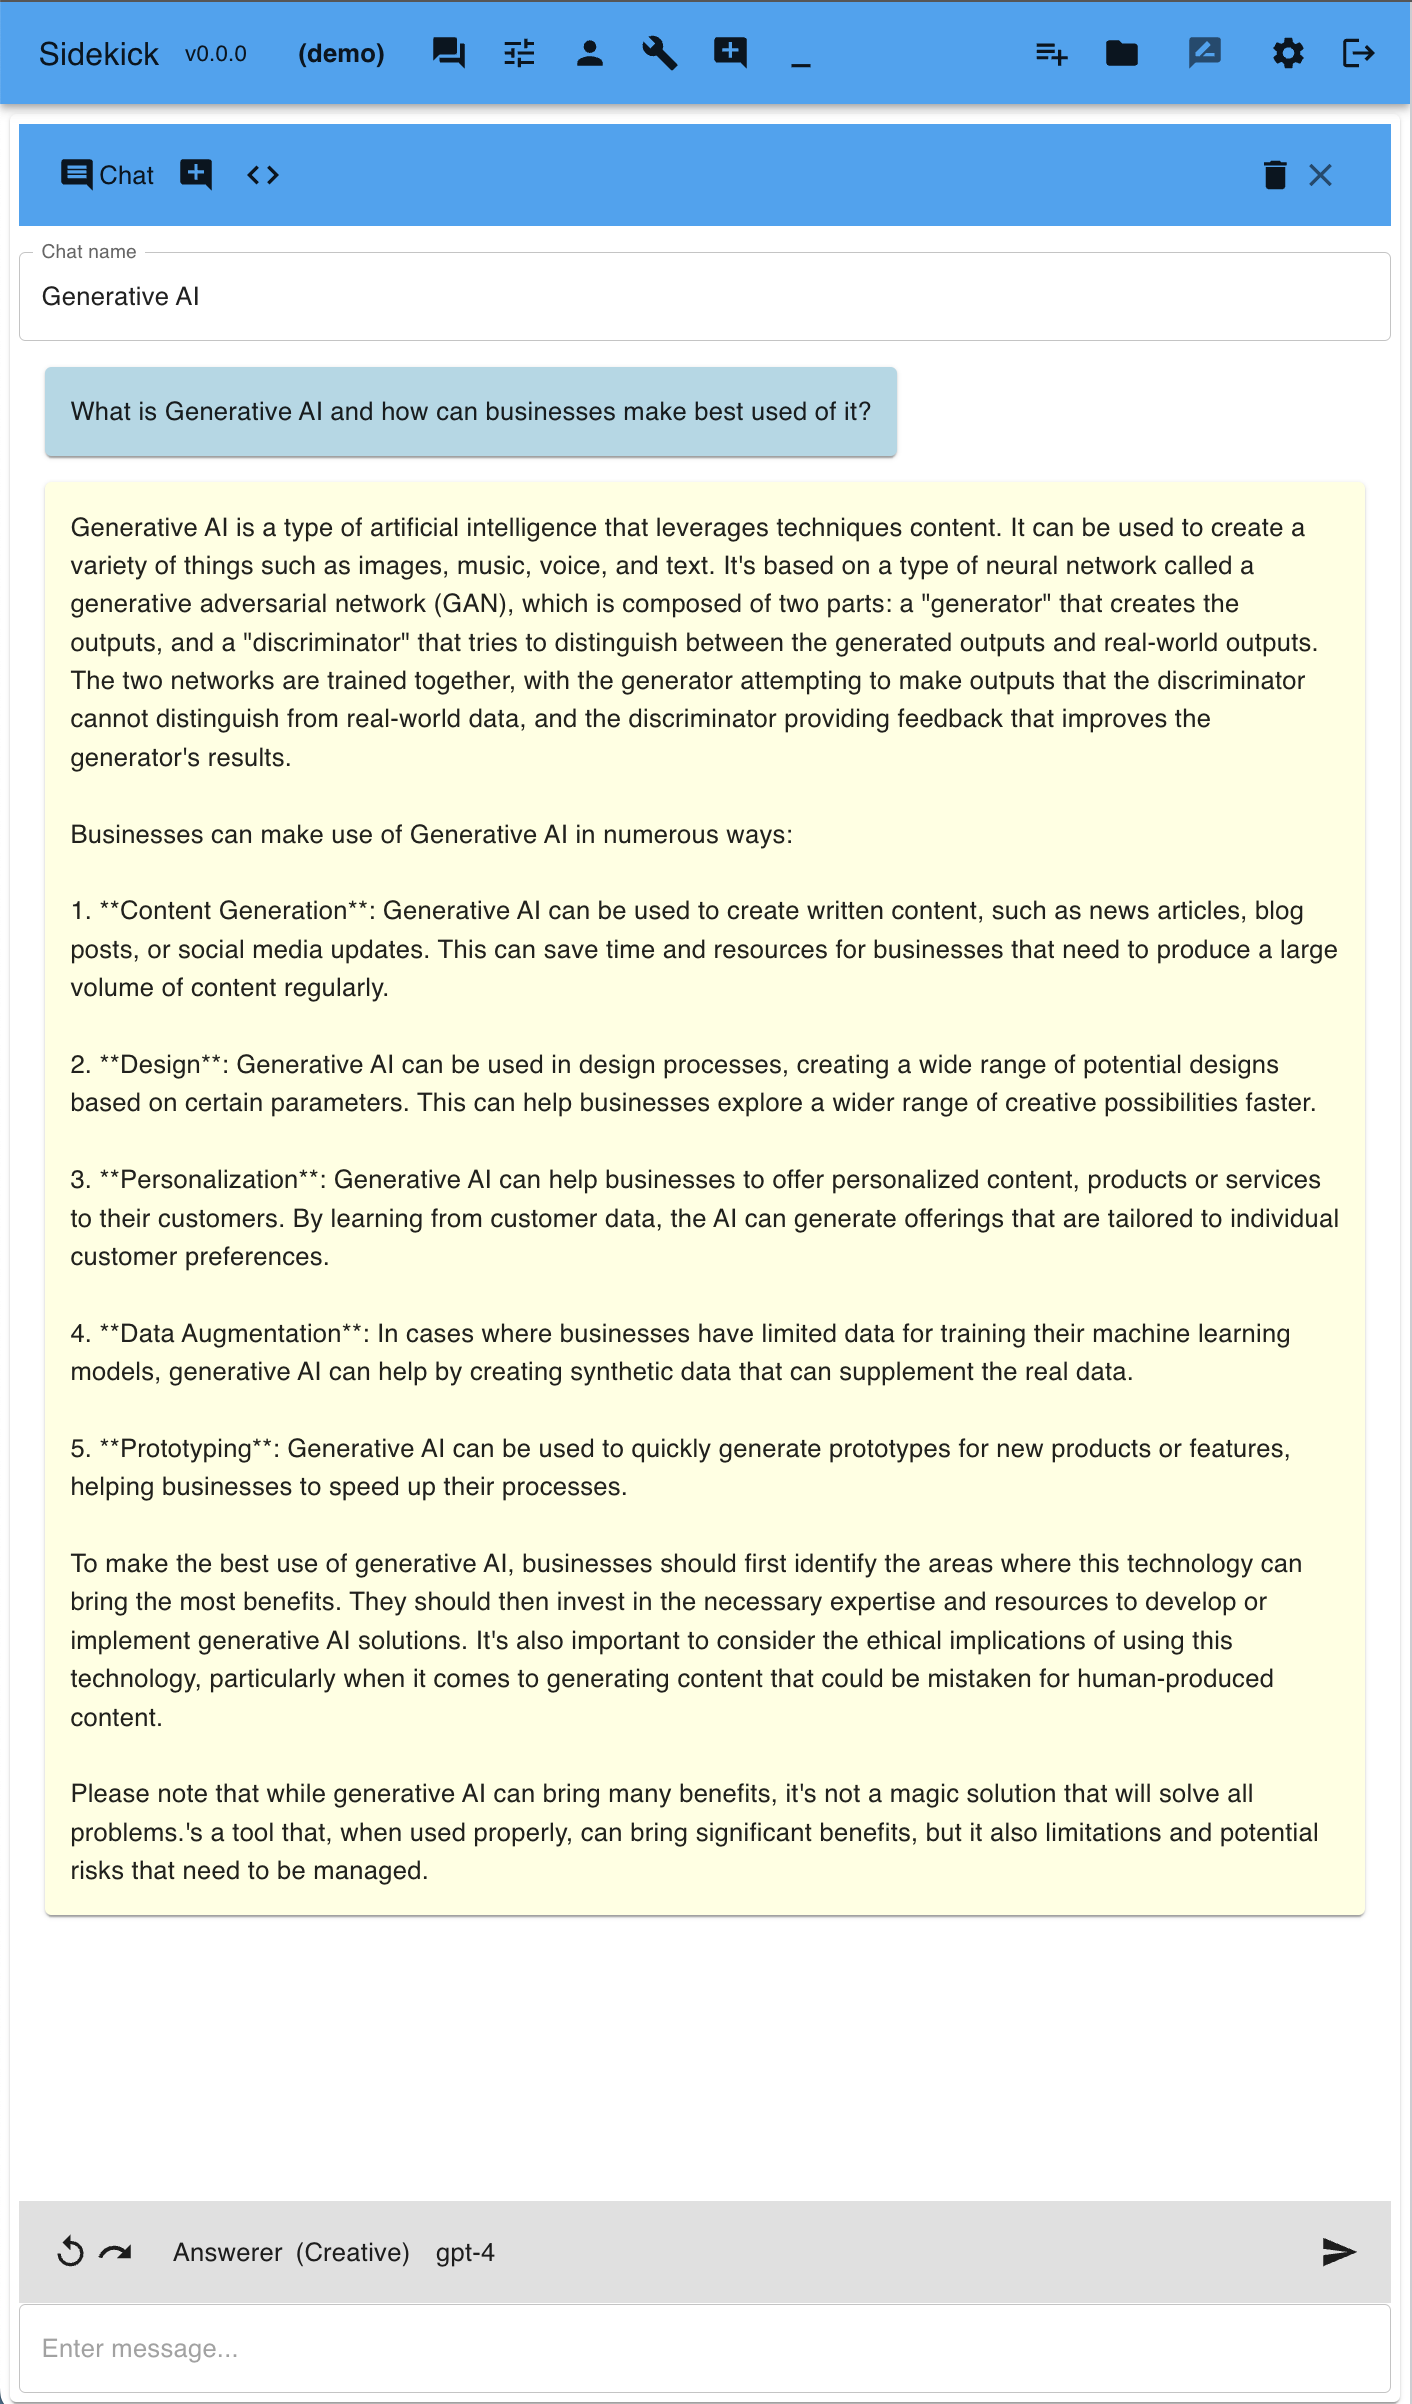 Sidekick v0.0.0 (demo)
Chat
Chat name
Generative AI
What is Generative AI and how can businesses make best used of it?
Generative AI is a type of artificial intelligence that leverages techniques content. It can be used to create a
variety of things such as images, music, voice, and text. It's based on a type of neural network called a
generative adversarial network (GAN), which is composed of two parts: a "generator" that creates the
outputs, and a "discriminator" that tries to distinguish between the generated outputs and real-world outputs.
The two networks are trained together, with the generator attempting to make outputs that the discriminator
cannot distinguish from real-world data, and the discriminator providing feedback that improves the
generator's results.
Businesses can make use of Generative AI in numerous ways:
1. **Content Generation**: Generative AI can be used to create written content, such as news articles, blog
posts, or social media updates. This can save time and resources for businesses that need to produce a large
volume of content regularly.
2. **Design**: Generative AI can be used in design processes, creating a wide range of potential designs
based on certain parameters. This can help businesses explore a wider range of creative possibilities faster.
3. **Personalization**: Generative AI can help businesses to offer personalized content, products or services
to their customers. By learning from customer data, the AI can generate offerings that are tailored to individual
customer preferences.
4. **Data Augmentation**: In cases where businesses have limited data for training their machine learning
models, generative AI can help by creating synthetic data that can supplement the real data.
5. **Prototyping**: Generative AI can be used to quickly generate prototypes for new products or features,
helping businesses to speed up their processes.
To make the best use of generative AI, businesses should first identify the areas where this technology can
bring the most benefits. They should then invest in the necessary expertise and resources to develop or
implement generative AI solutions. It's also important to consider the ethical implications of using this
technology, particularly when it comes to generating content that could be mistaken for human-produced
content.
Please note that while generative AI can bring many benefits, it's not a magic solution that will solve all
problems.'s a tool that, when used properly, can bring significant benefits, but it also limitations and potential
risks that need to be managed.
Answerer (Creative) gpt-4
Enter message...